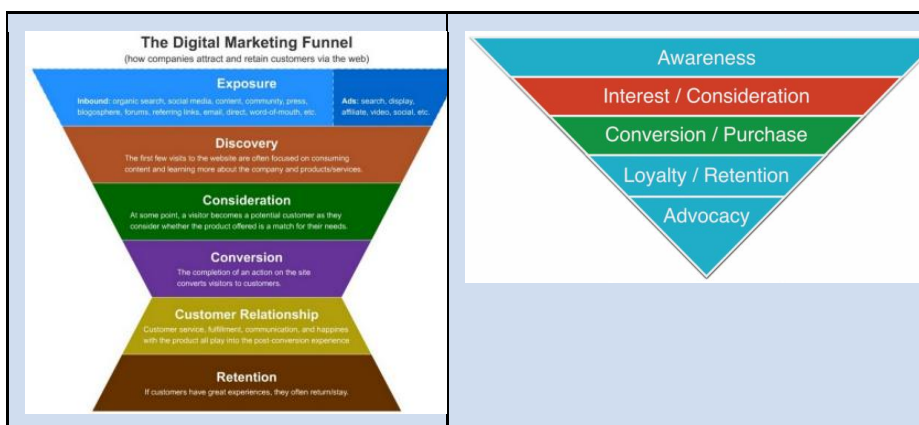 The Digital Marketing Funnel
(how companies attract and retain customers via the web)
Exposure
Inbound: organic search, social media, content, community, press,
blogosphere, forums, referring links, email, direct, word-of-mouth, etc.
Ads: search, display,
affiliate, video, social, etc.
Discovery
The first few visits to the website are often focused on consuming
content and learning more about the company and products/services.
Consideration
At some point, a visitor becomes a potential customer as they
consider whether the product offered is a match for their needs.
Conversion
The completion of an action on the site
converts visitors to customers.
Customer Relationship
Customer service, fulfillment, communication, and happines
with the product all play into the post-conversion experience
Retention
If customers have great experiences, they often return/stay.
Awareness
Interest / Consideration
Conversion / Purchase
Loyalty / Retention
Advocacy